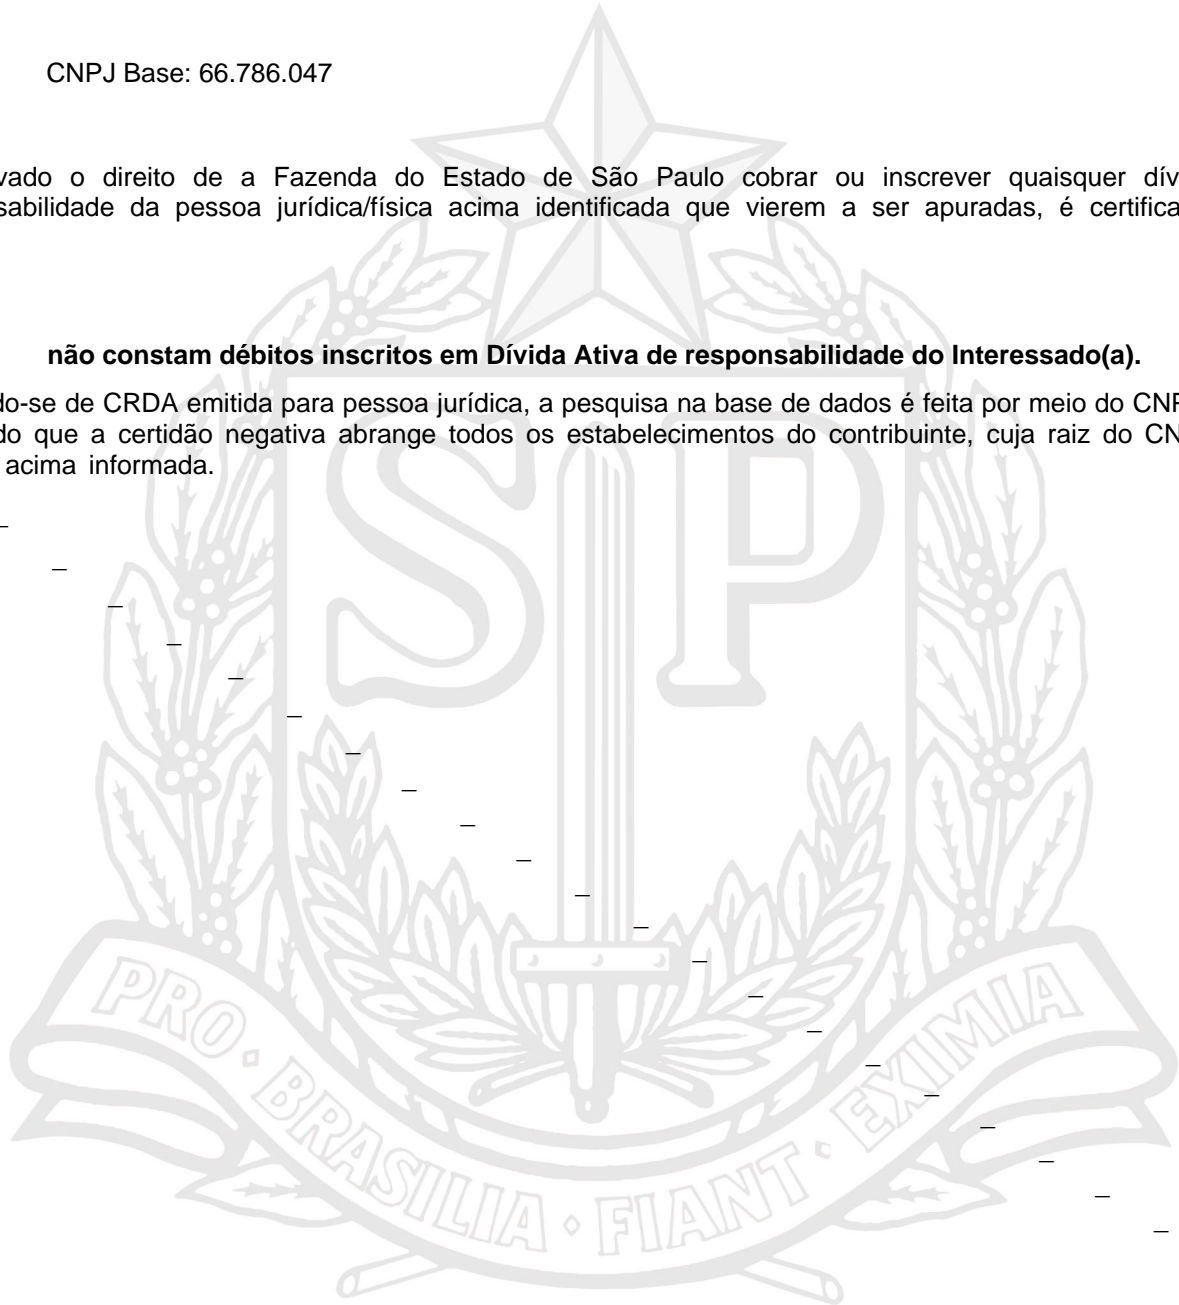 CNPJ Base: 66.786.047
vado o direito de a Fazenda do Estado de São Paulo cobrar ou inscrever quaisquer dív
sabilidade da pessoa jurídica/física acima identificada que vierem a ser apuradas, é certifica
não constam débitos inscritos em Dívida Ativa de responsabilidade do Interessado(a).
do-se de CRDA emitida para pessoa jurídica, a pesquisa na base de dados é feita por meio do CNP
do que a certidão negativa abrange todos os estabelecimentos do contribuinte, cuja raiz do CN
acima informada.
SP
PRO · BRASILIA · FIANT · EXIMIA